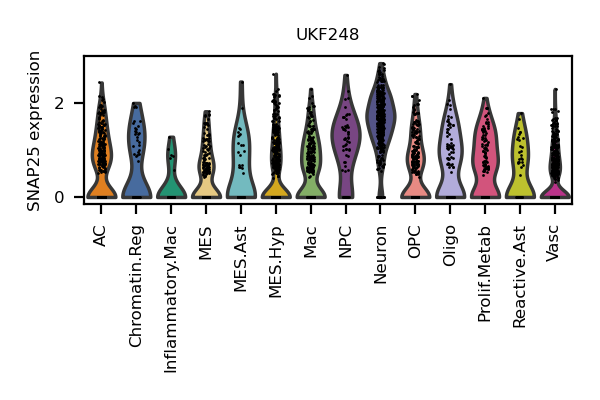 UKF248
SNAP25 expression
2
0
AC
Chromatin.Reg
Inflammatory.Mac
MES
MES.Ast
MES.Hyp
Mac
NPC
Neuron
OPC
Oligo
Prolif.Metab
Reactive.Ast
Vasc